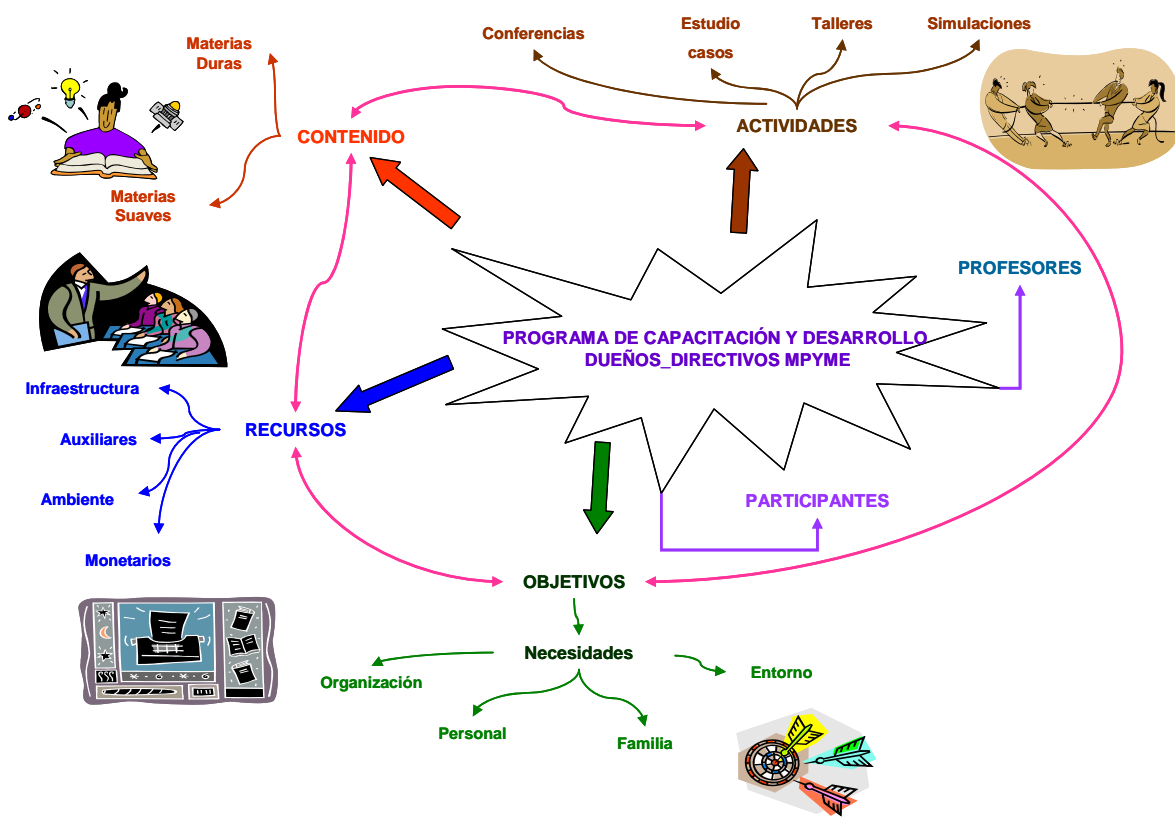 Conferencias
Estudio
casos
Talleres
Simulaciones
Materias
Duras
CONTENIDO
ACTIVIDADES
Materias
Suaves
PROFESORES
PROGRAMA DE CAPACITACIÓN Y DESARROLLO
DUEÑOS_DIRECTIVOS MPYME
Infraestructura
Auxiliares
RECURSOS
Ambiente
Monetarios
PARTICIPANTES
OBJETIVOS
Necesidades
Organización
Entorno
Personal
Familia